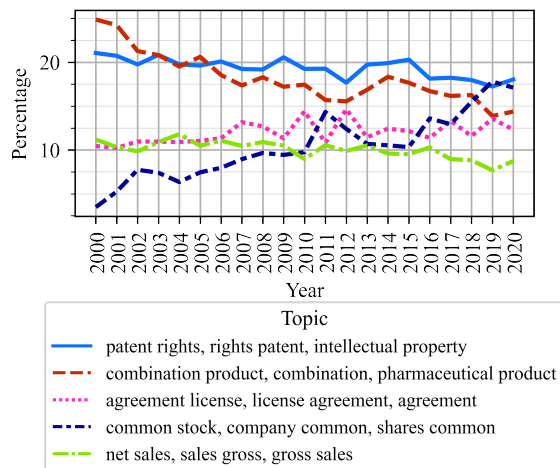 20
10
Percentage
2000 2001 2002 2003 2004 2005 2006 2007 2008 2009 2010 2011 2012 2013 2014 2015 2016 2017 2018 2019 2020
Year
Topic
patent rights, rights patent, intellectual property
combination product, combination, pharmaceutical product
agreement license, license agreement, agreement
common stock, company common, shares common
net sales, sales gross, gross sales